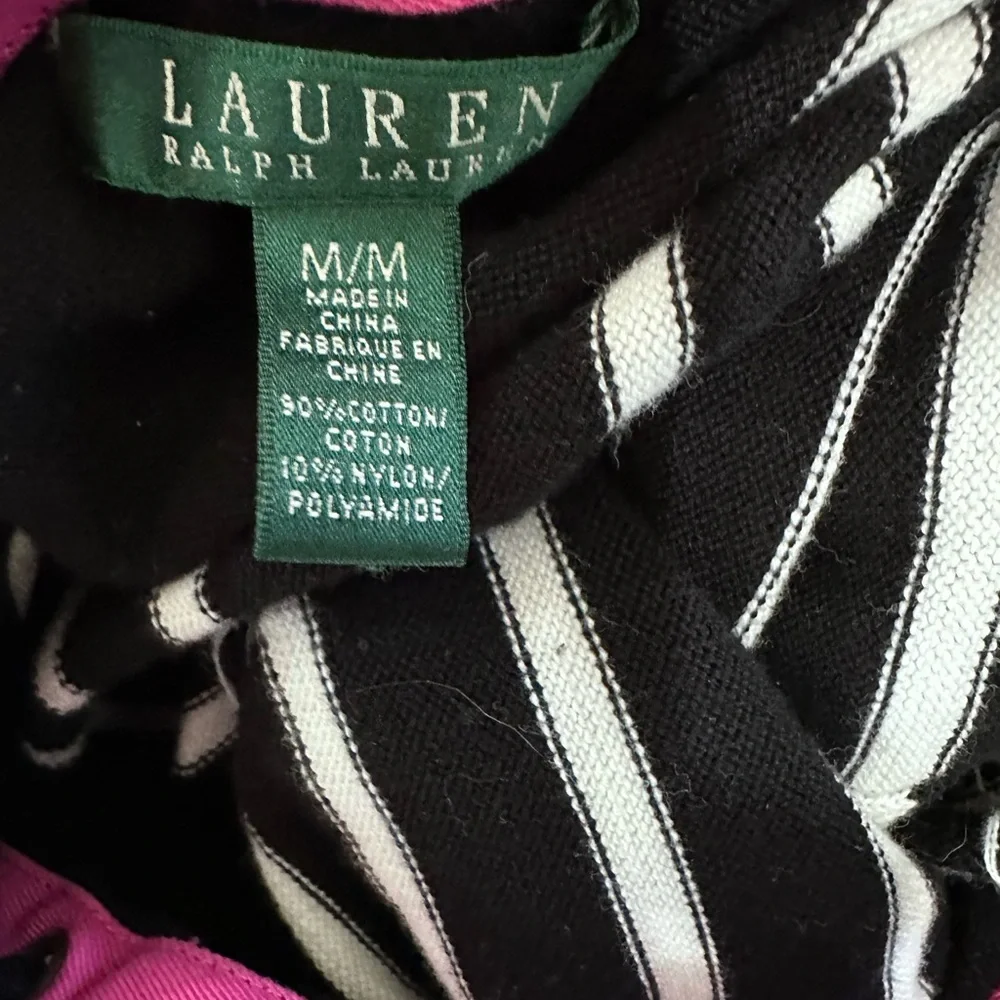 LAUREN
RALPH LAUREN
M/M
MADE IN
CHINA
FABRIQUE EN
CHINE
90% COTTON/
COTON
10% NYLON/
POLYAMIDE